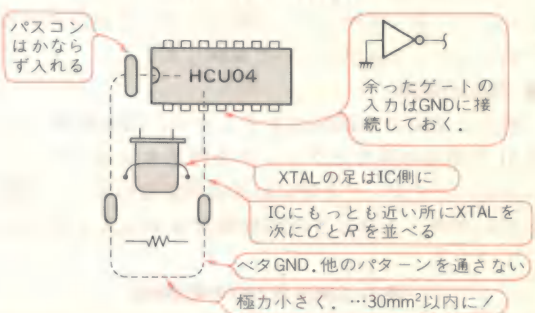 パスコン
はかなら
ず入れる
HCU04
余ったゲートの
入力はGNDに接
続しておく．
XTALの足はIC側に
ICにもっとも近い所にXTALを
次にCとRを並べる
ベタGND．他のパターンを通さない
極力小さく，…30mm²以内に！